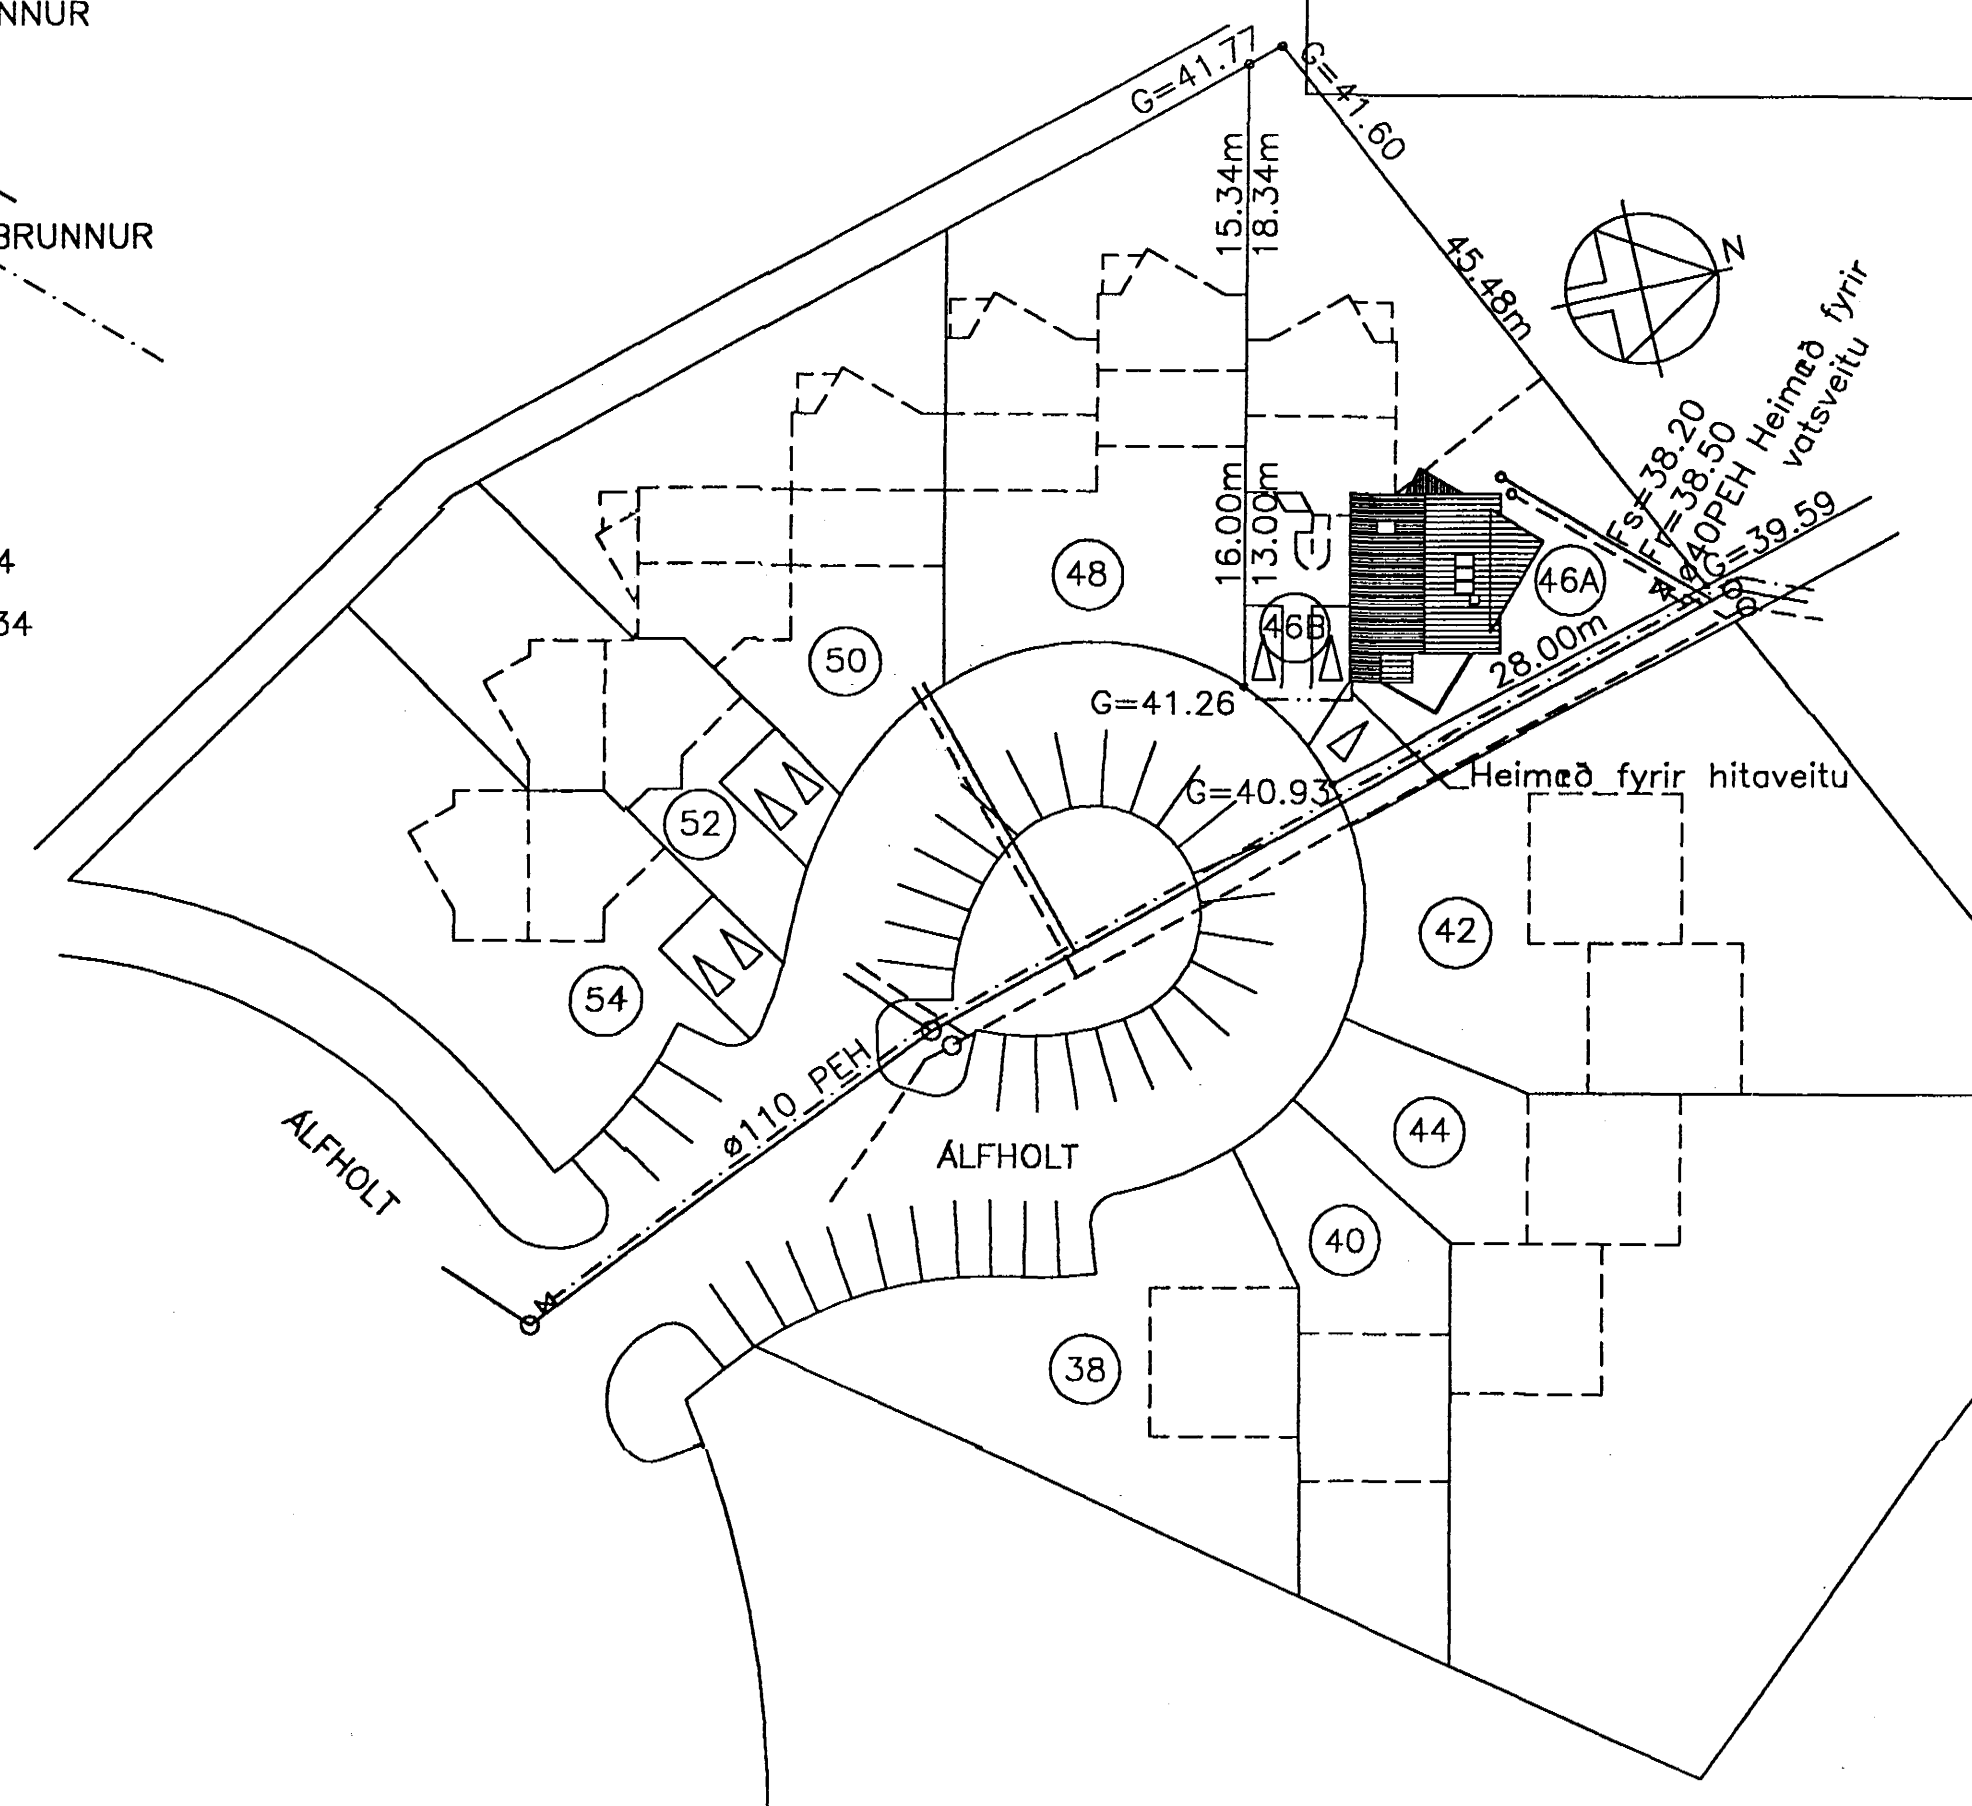 NNUR
BRUNNUR
4
34
G=41.77
G=41.60
15.34m
18.34m
45.48m
N
Fs=38.20
Fr=38.50
ø40PEH Heimæð fyrir
vatsveitu
G=39.59
16.00m
13.00m
48
46A
46B
28.00m
50
G=41.26
G=40.93
Heimæð fyrir hitaveitu
52
42
54
ø110 PEH
ÁLFHOLT
ÁLFHOLT
44
40
38